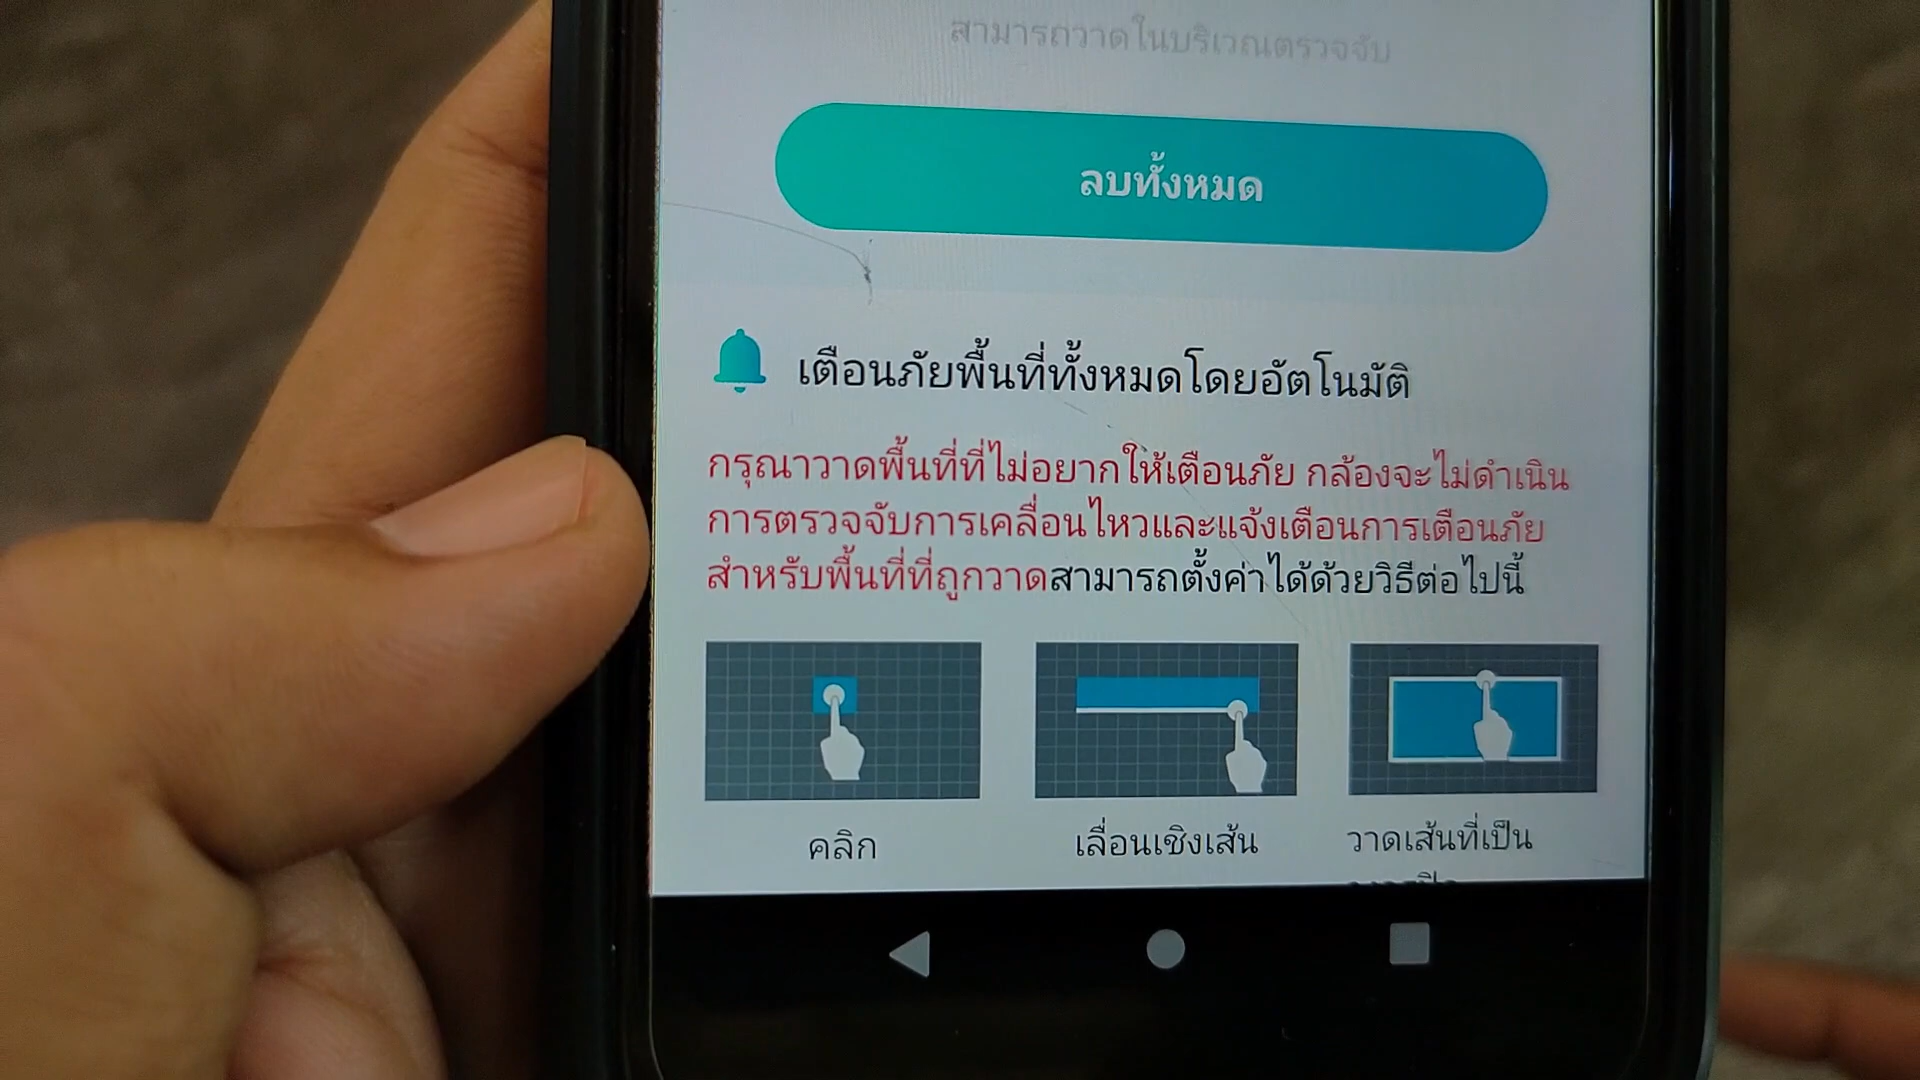 สามารถวาดในบริเวณตรวจจับ
ลบทั้งหมด
เตือนภัยพื้นที่ทั้งหมดโดยอัตโนมัติ
กรุณาวาดพื้นที่ที่ไม่อยากให้เตือนภัย กล้องจะไม่ดำเนิน
การตรวจจับการเคลื่อนไหวและแจ้งเตือนการเตือนภัย
สำหรับพื้นที่ที่ถูกวาดสามารถตั้งค่าได้ด้วยวิธีต่อไปนี้
คลิก
เลื่อนเชิงเส้น
วาดเส้นที่เป็น